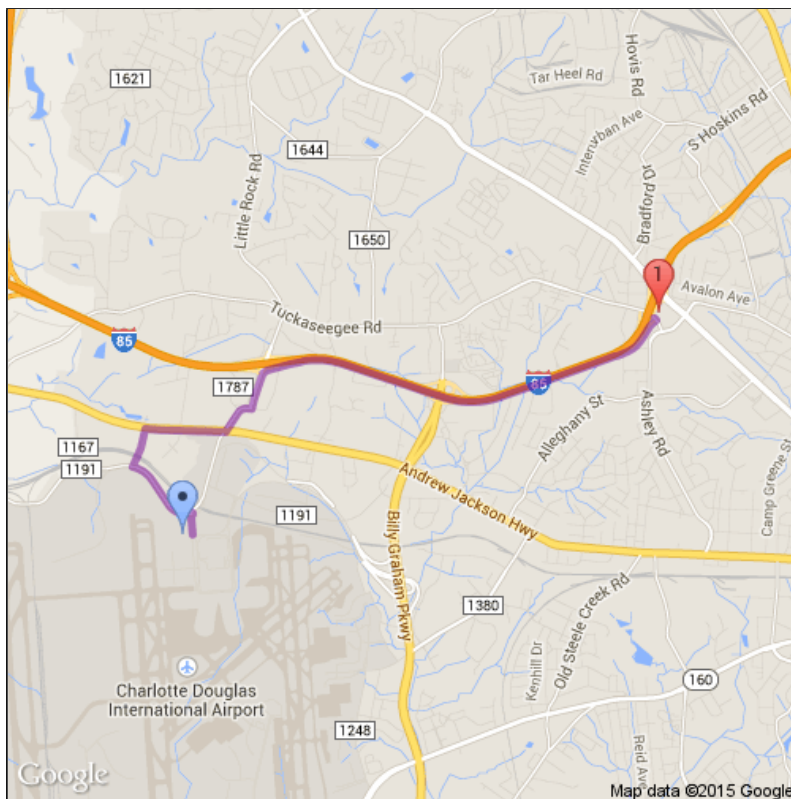 Hovis Rd
Tar Heel Rd
1621
S Hoskins Rd
Interurban Ave
1644
Bradford Dr
Little Rock Rd
1650
1
Avalon Ave
Tuckaseegee Rd
85
85
1787
Ashley Rd
Alleghany St
1167
1191
Andrew Jackson Hwy
Camp Greene St
1191
Billy Graham Pkwy
1380
Old Steele Creek Rd
Kenhill Dr
160
Charlotte Douglas
International Airport
1248
Reid Ave
Google
Map data ©2015 Google